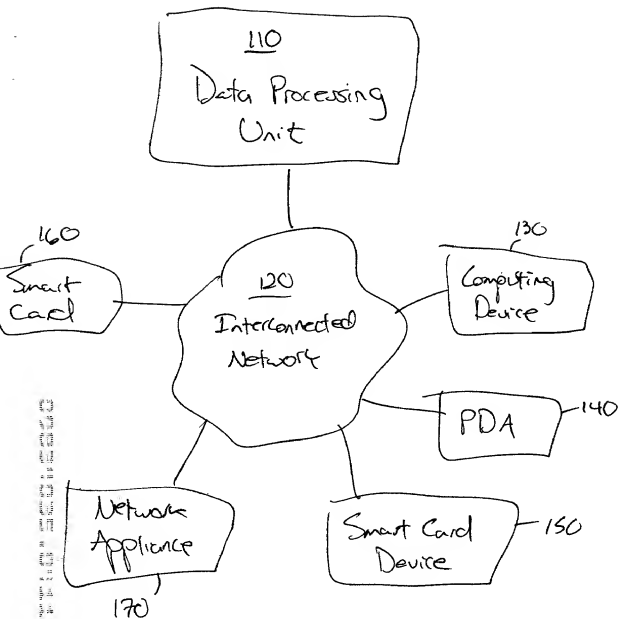 110
Data Processing
Unit
160
Smart
Card
120
Interconnected
Network
130
Computing
Device
PDA
140
Smart Card
Device
150
Network
Appliance
170